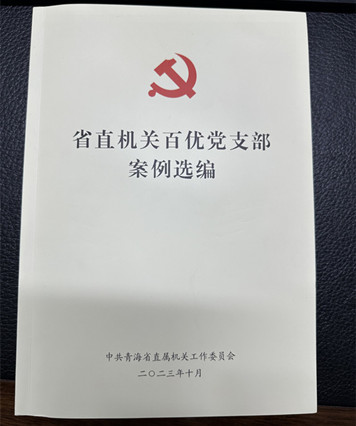 省直机关百优党支部
案例选编
中共青海省直属机关工作委员会
二〇二三年十月